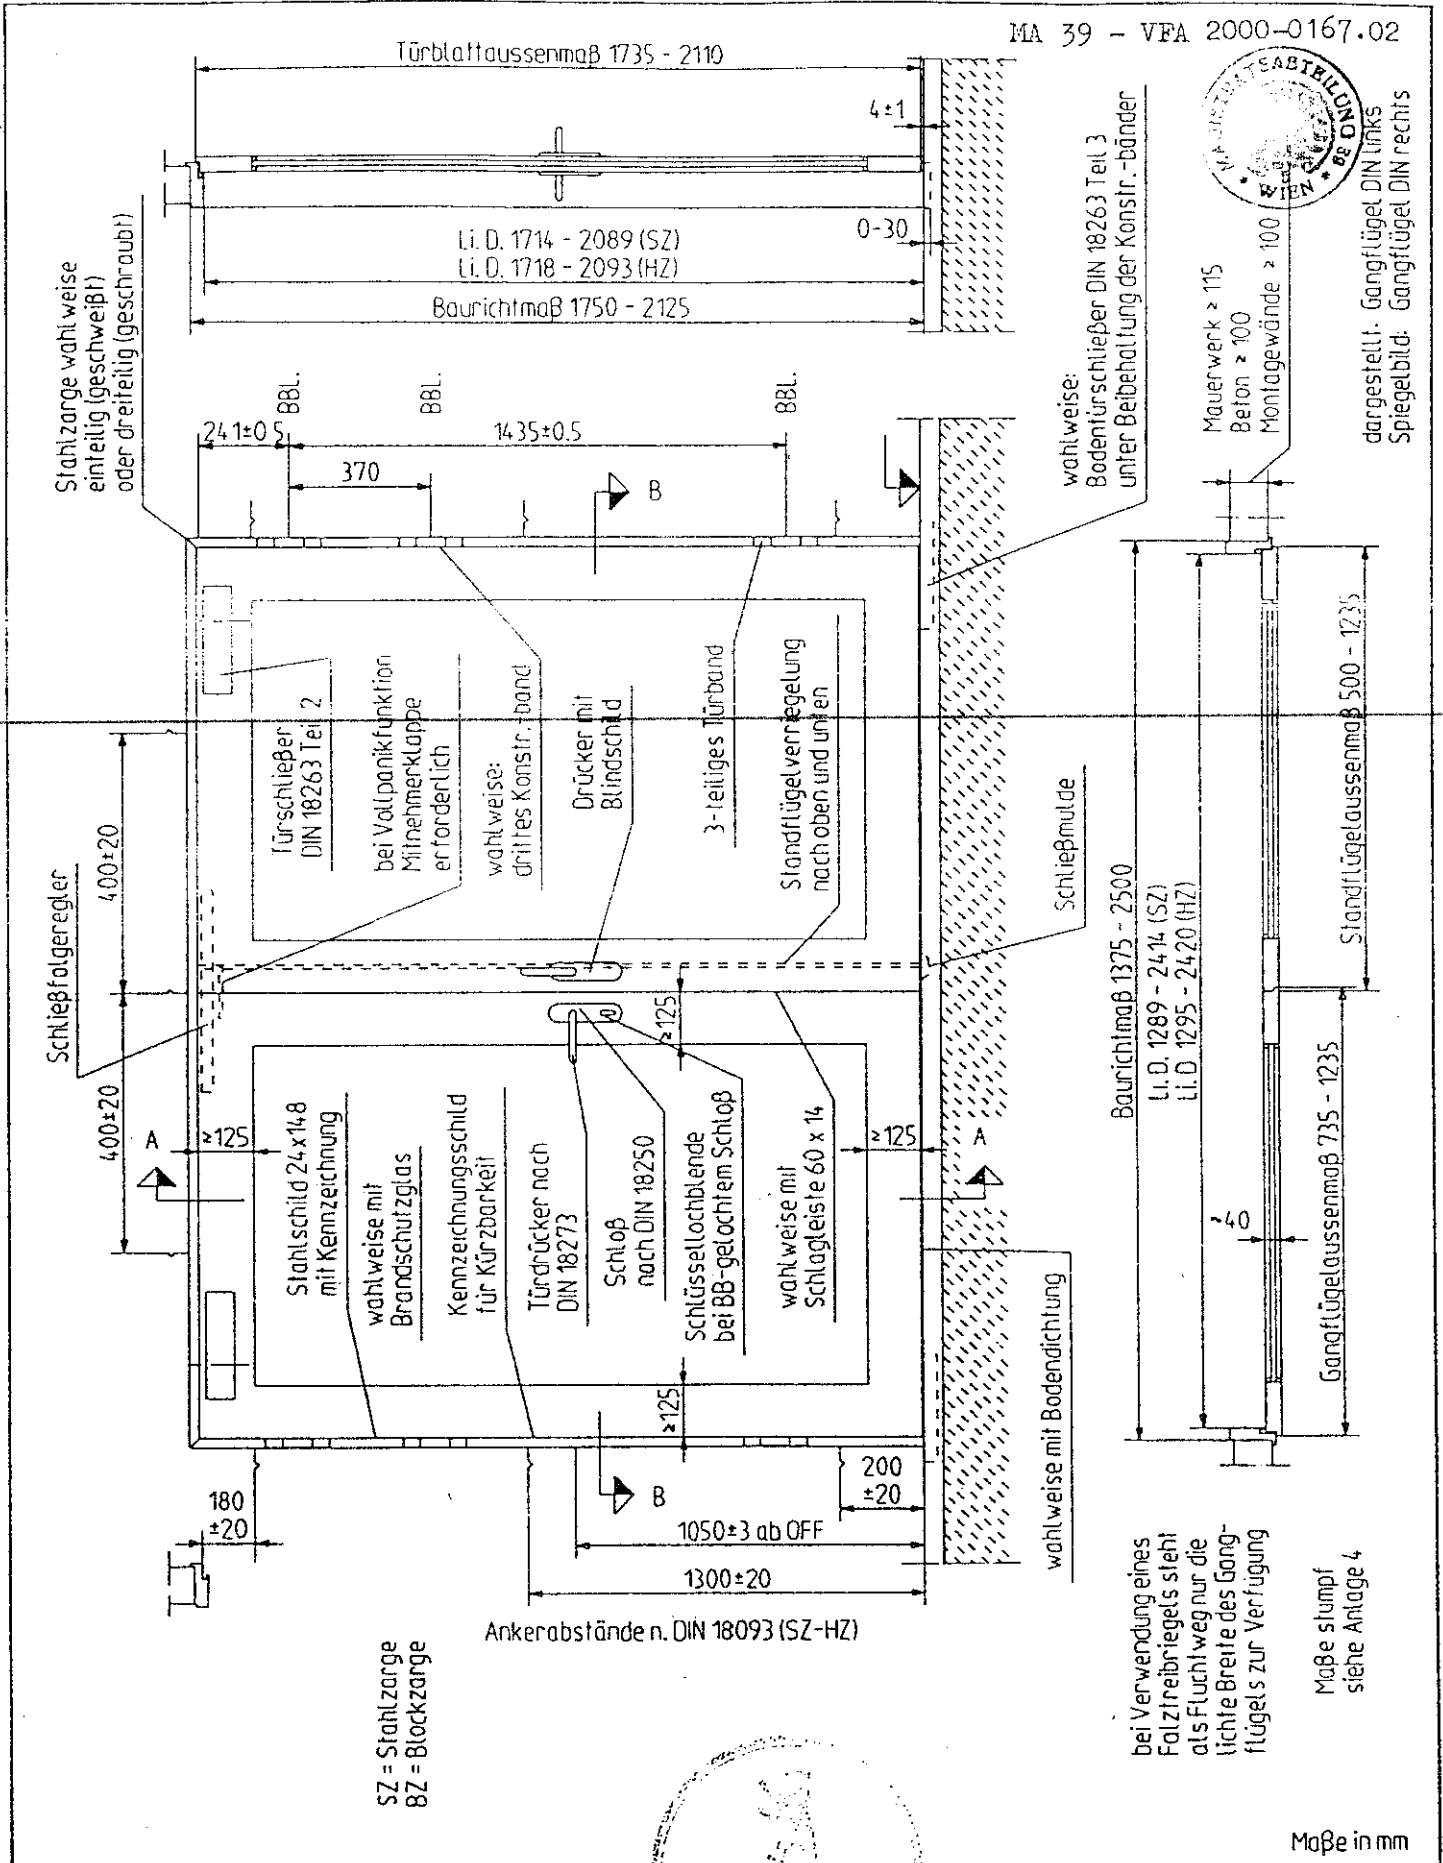 MA 39 - VFA 2000-0167.02
MAGISTRATSABTEILUNG 39
* WIEN *
Türblattaussenmaß 1735 - 2110
4±1
0-30
Li. D. 1714 - 2089 (SZ)
Li. D. 1718 - 2093 (HZ)
Baurichtmaß 1750 - 2125
Stahlzarge wahlweise
einteilig (geschweißt)
oder dreiteilig (geschraubt)
BBL.
BBL.
BBL.
241±0.5
1435±0.5
370
B
wahlweise:
Bodentürschließer DIN 18263 Teil 3
unter Beibehaltung der Konstr.-bänder
Mauerwerk ≥ 115
Beton ≥ 100
Montagewände ≥ 100
dargestellt: Gangflügel DIN links
Spiegelbild: Gangflügel DIN rechts
Türschließer
DIN 18263 Teil 2
bei Vollpanikfunktion
Mitnehmerklappe
erforderlich
wahlweise:
drittes Konstr.-band
Drücker mit
Blindschild
3-teiliges Türband
Standflügelverriegelung
nach oben und unten
Schließfolgeregler
400±20
400±20
Schließmulde
≥125
A
≥125
≥125
A
Stahlschild 24x148
mit Kennzeichnung
wahlweise mit
Brandschutzglas
Kennzeichnungsschild
für Kürzbarkeit
Türdrücker nach
DIN 18273
Schloß
nach DIN 18250
Schlüssellochblende
bei BB-gelochtem Schloß
wahlweise mit
Schlagleiste 60 x 14
≥125
wahlweise mit Bodendichtung
Baurichtmaß 1375 - 2500
Li. D. 1289 - 2414 (SZ)
Li. D. 1295 - 2420 (HZ)
Standflügelaussenmaß 500 - 1235
Gangflügelaussenmaß 735 - 1235
~40
180
±20
B
200
±20
1050±3 ab OFF
1300±20
Ankerabstände n. DIN 18093 (SZ-HZ)
SZ = Stahlzarge
BZ = Blockzarge
bei Verwendung eines
Falztreibriegels steht
als Fluchtweg nur die
lichte Breite des Gang-
flügels zur Verfügung
Maße stumpf
siehe Anlage 4
Maße in mm